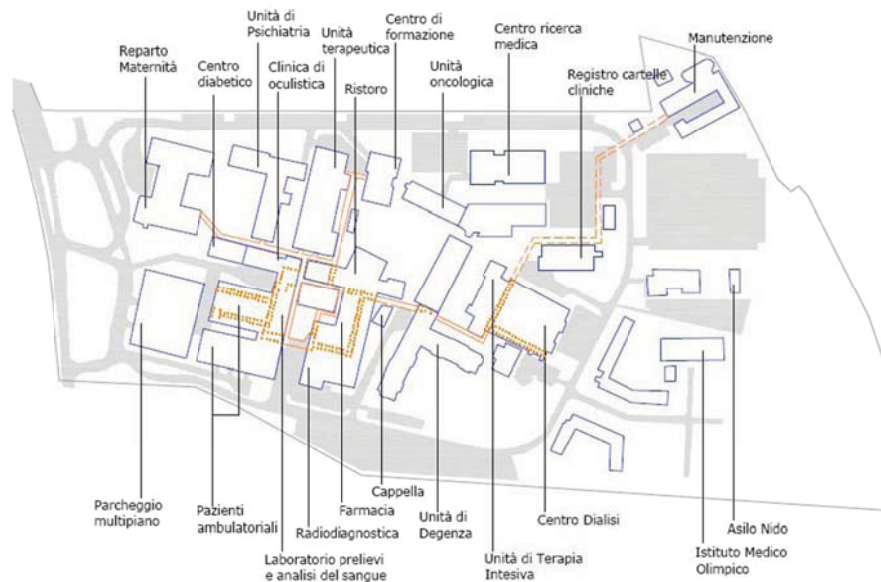 Unità di
Psichiatria
Centro di
formazione
Centro ricerca
medica
Manutenzione
Reparto
Maternità
Centro
diabetico
Clinica di
oculistica
Unità
terapeutica
Ristoro
Unità
oncologica
Registro cartelle
cliniche
Parcheggio
multipiano
Pazienti
ambulatoriali
Radiodiagnostica
Laboratorio prelievi
e analisi del sangue
Farmacia
Cappella
Unità di
Degenza
Unità di Terapia
Intesiva
Centro Dialisi
Asilo Nido
Istituto Medico
Olimpico